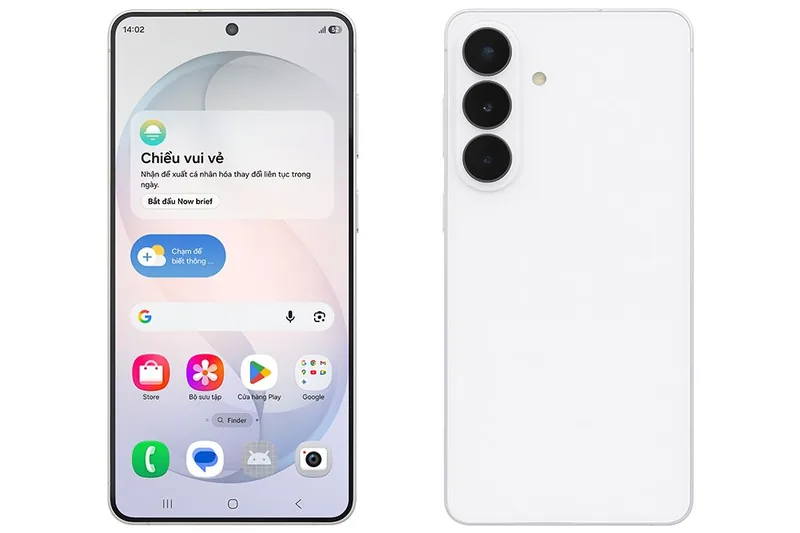 14:02
52
Chiều vui vẻ
Nhận đề xuất cá nhân hóa thay đổi liên tục trong
ngày.
Bắt đầu Now brief
Chạm để
biết thông ...
Store
Bộ sưu tập
Cửa hàng Play
Google
Finder